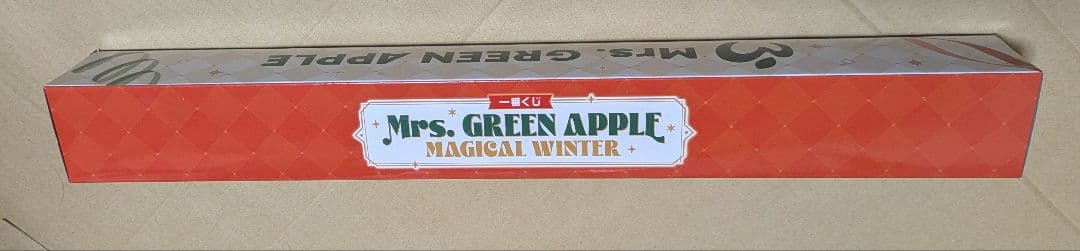 Mrs. GREEN APPLE
一番くじ
Mrs. GREEN APPLE
MAGICAL WINTER